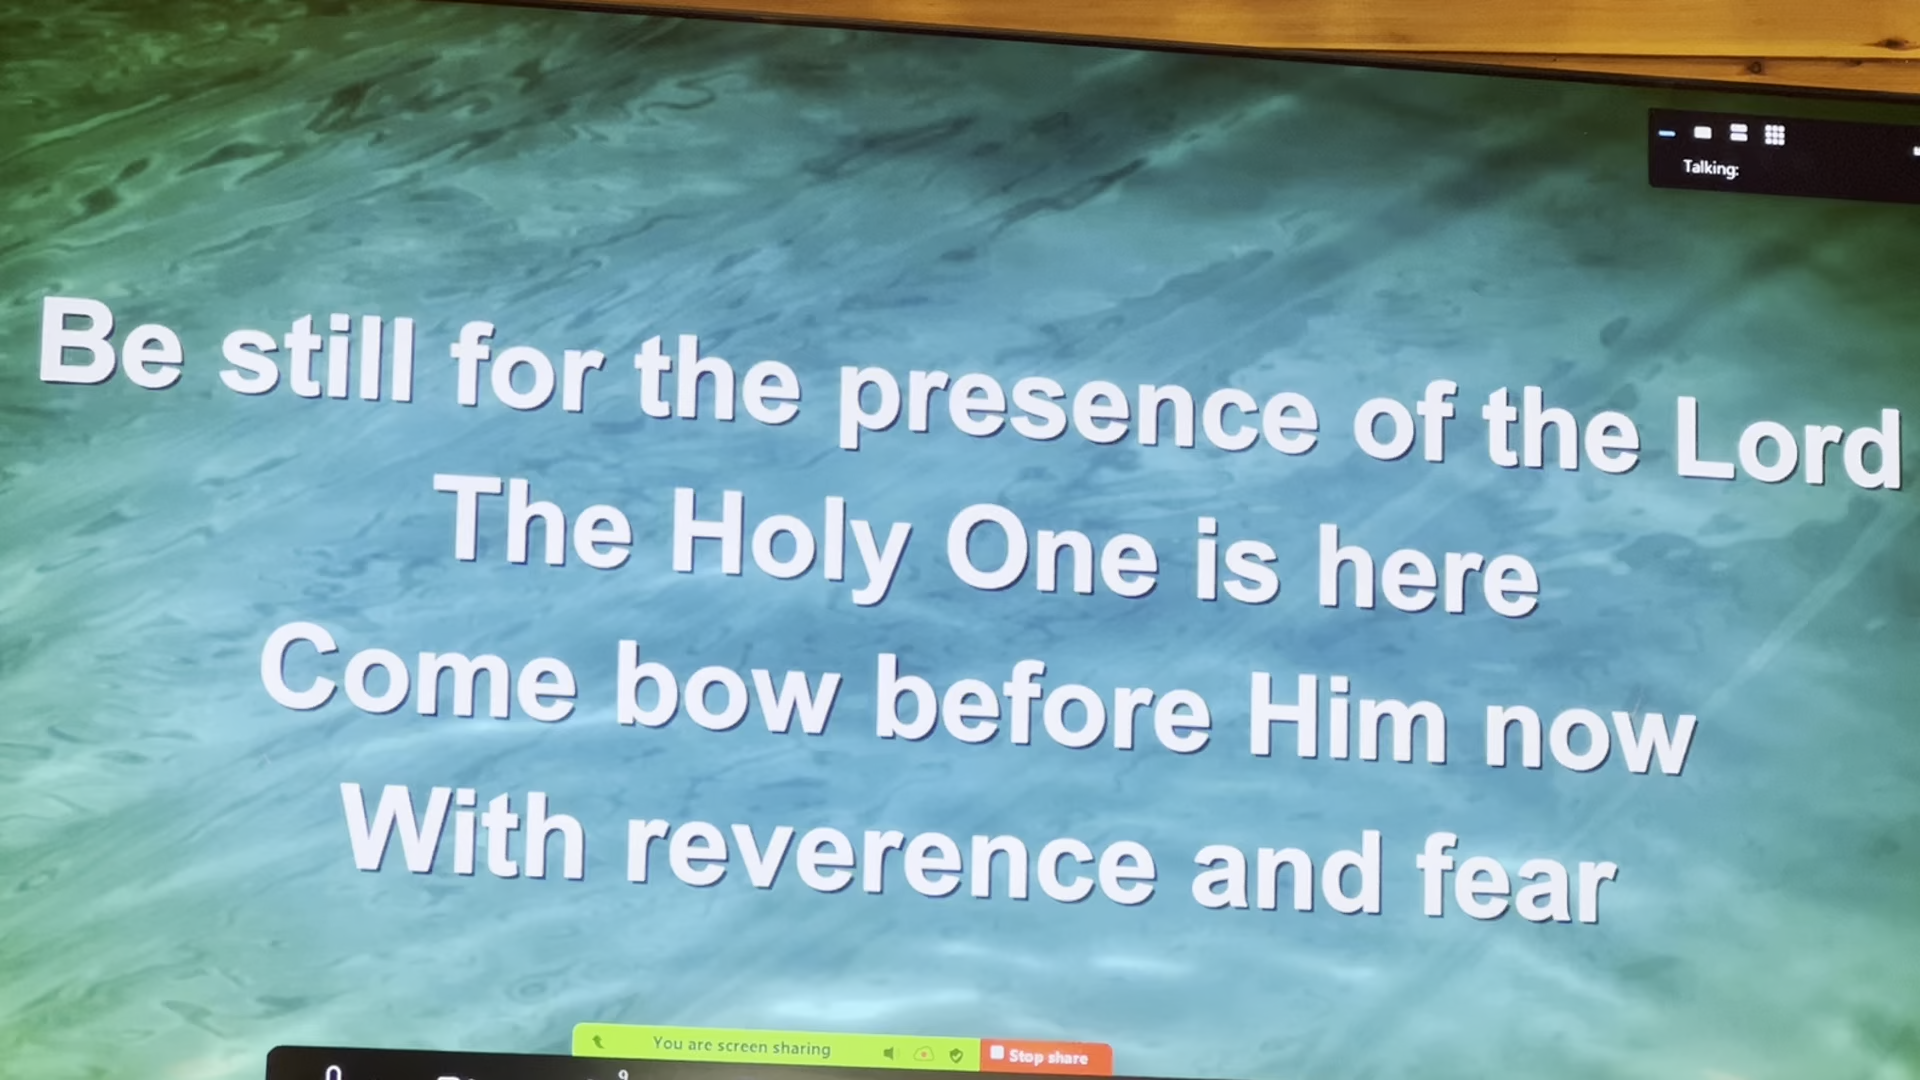 Talking:
Be still for the presence of the Lord
The Holy One is here
Come bow before Him now
With reverence and fear
You are screen sharing
Stop share
9